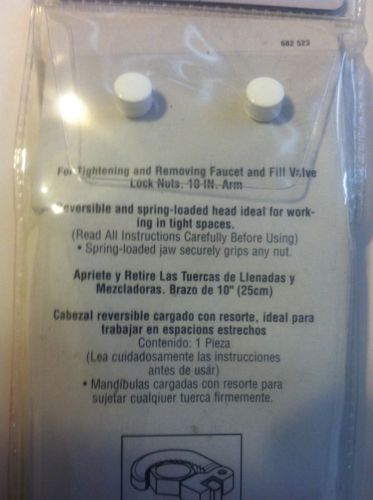 682 523
For Tightening and Removing Faucet and Fill Valve
Lock Nuts. 10 IN. Arm
Reversible and spring-loaded head ideal for work-
ing in tight spaces.
(Read All Instructions Carefully Before Using)
• Spring-loaded jaw securely grips any nut.
Apriete y Retire Las Tuercas de Llenadas y
Mezcladoras. Brazo de 10" (25cm)
Cabezal reversible cargado con resorte, ideal para
trabajar en espacions estrechos
Contenido: 1 Pieza
(Lea cuidadosamente las instrucciones
antes de usár)
• Mandíbulas cargadas con resorte para
sujetar cualquier tuerca firmemente.